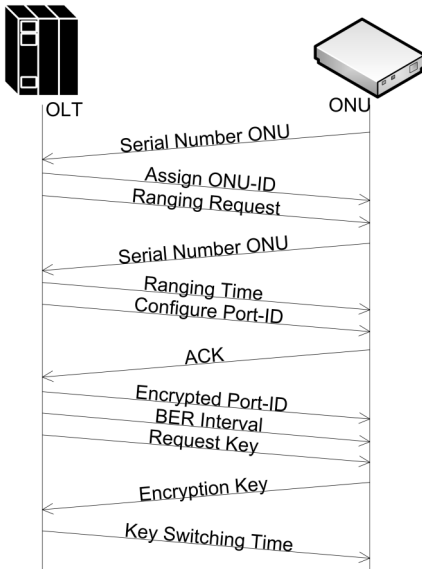 OLT
ONU
Serial Number ONU
Assign ONU-ID
Ranging Request
Serial Number ONU
Ranging Time
Configure Port-ID
ACK
Encrypted Port-ID
BER Interval
Request Key
Encryption Key
Key Switching Time